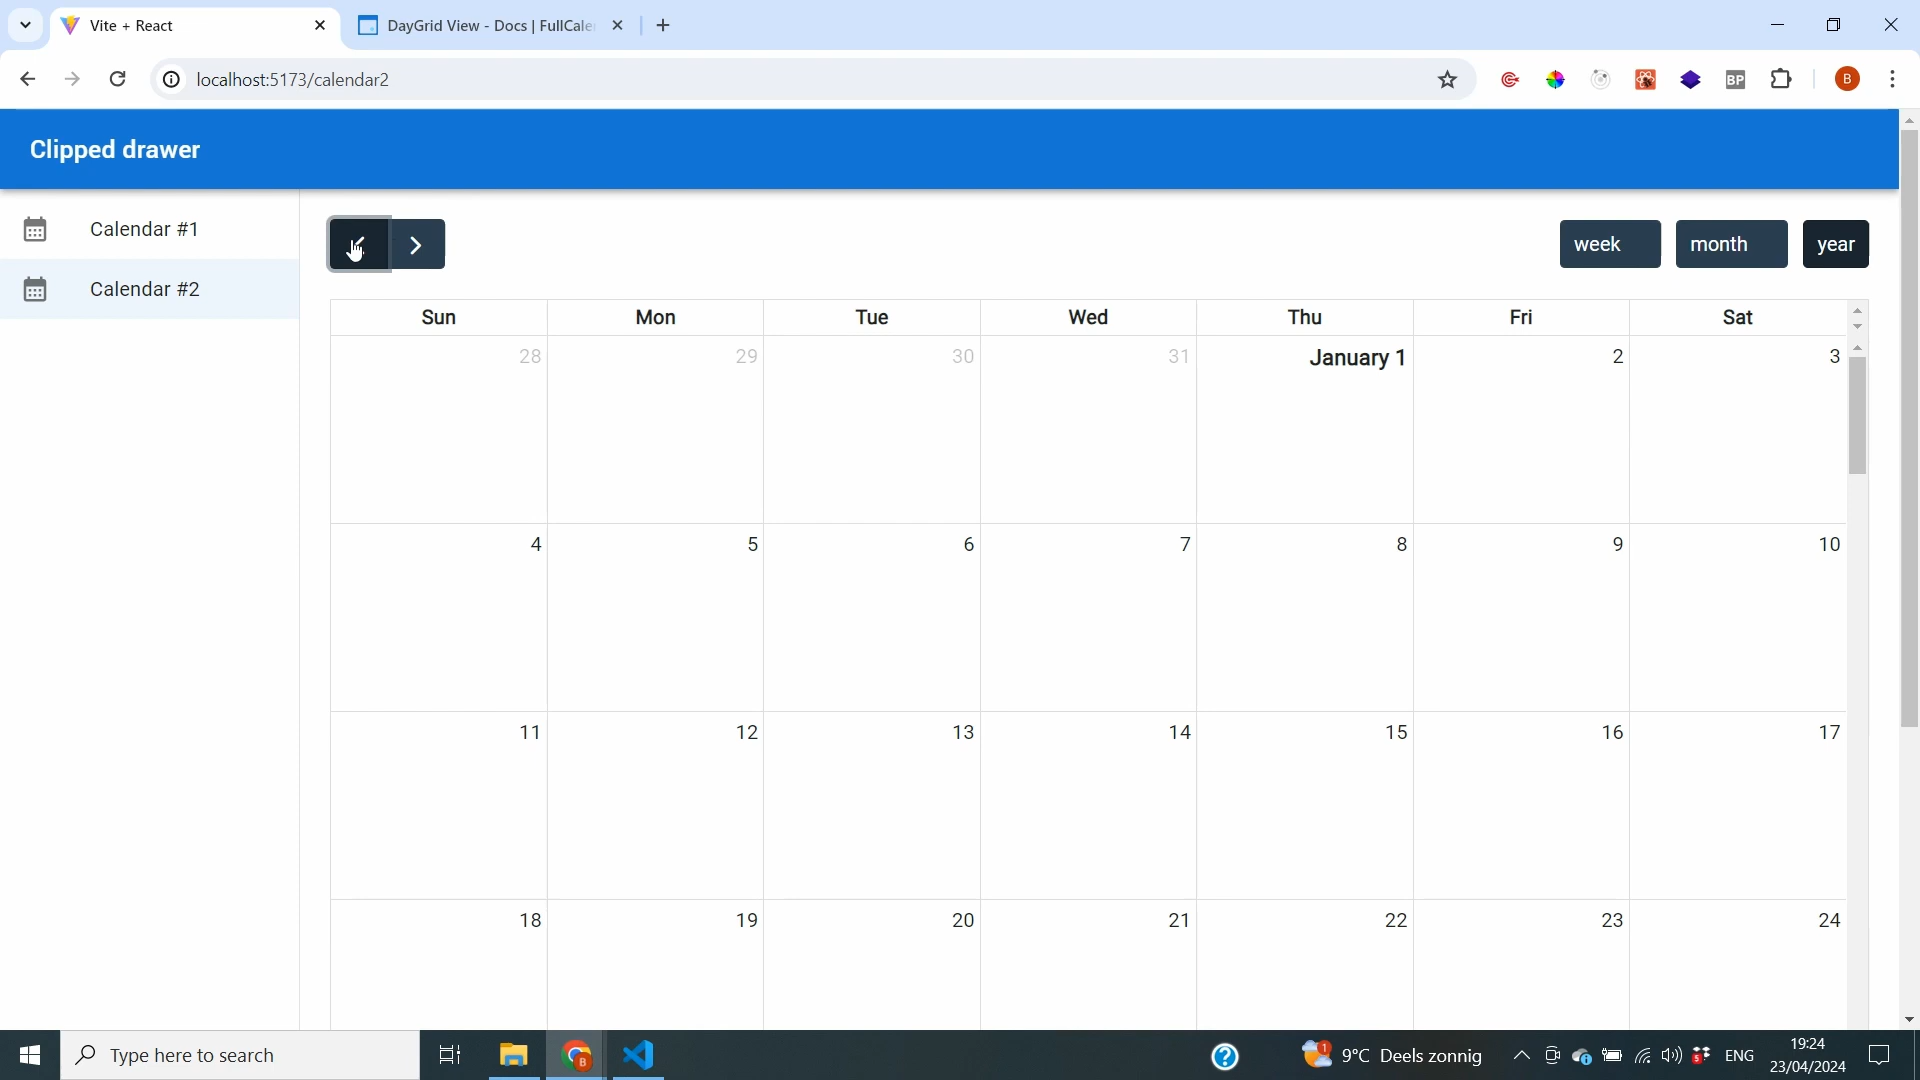 Vite + React
DayGrid View - Docs | FullCale
localhost:5173/calendar2
BP
B
Clipped drawer
Calendar #1
Calendar #2
week month year
Sun Mon Tue Wed Thu Fri Sat
28 29 30 31 January 1 2 3
4 5 6 7 8 9 10
11 12 13 14 15 16 17
18 19 20 21 22 23 24
Type here to search
B
1
9°C Deels zonnig
5
ENG
19:24
23/04/2024